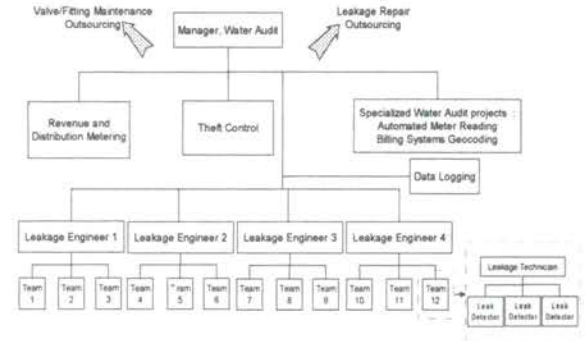 Valve/Fitting Maintenance
Outsourcing
Leakage Repair
Outsourcing
Manager, Water Audit
Revenue and
Distribution Metering
Theft Control
Specialized Water Audit projects :
Automated Meter Reading
Billing Systems Geocoding
Data Logging
Leakage Engineer 1
Leakage Engineer 2
Leakage Engineer 3
Leakage Engineer 4
Team
1
Team
2
Team
3
Team
4
5
Team
6
Team
7
Team
8
Team
9
Team
10
Team
11
Team
12
Leakage Technician
Leak
Detector
Leak
Detector
Leak
Detector